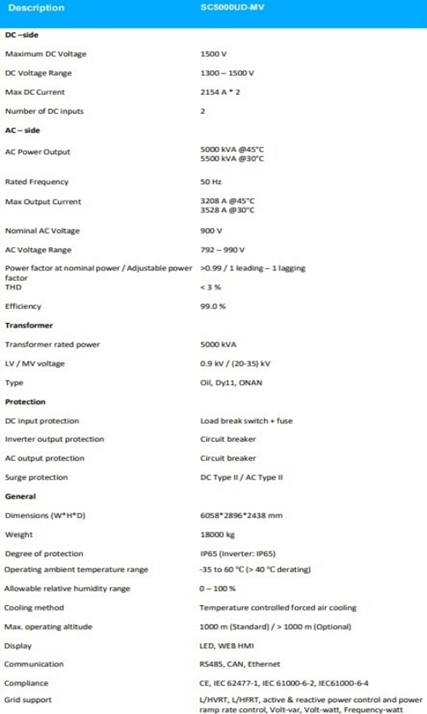 Description SC5000UD-MV
DC –side
Maximum DC Voltage 1500 V
DC Voltage Range 1300 – 1500 V
Max DC Current 2154 A * 2
Number of DC inputs 2
AC – side
AC Power Output 5000 kVA @45°C
5500 kVA @30°C
Rated Frequency 50 Hz
Max Output Current 3208 A @45°C
3528 A @30°C
Nominal AC Voltage 900 V
AC Voltage Range 792 – 990 V
Power factor at nominal power / Adjustable power >0.99 / 1 leading – 1 lagging
factor
THD < 3 %
Efficiency 99.0 %
Transformer
Transformer rated power 5000 kVA
LV / MV voltage 0.9 kV / (20-35) kV
Type Oil, Dy11, ONAN
Protection
DC input protection Load break switch + fuse
Inverter output protection Circuit breaker
AC output protection Circuit breaker
Surge protection DC Type II / AC Type II
General
Dimensions (W*H*D) 6058*2896*2438 mm
Weight 18000 kg
Degree of protection IP65 (Inverter: IP65)
Operating ambient temperature range -35 to 60 °C (> 40 °C derating)
Allowable relative humidity range 0 – 100 %
Cooling method Temperature controlled forced air cooling
Max. operating altitude 1000 m (Standard) / > 1000 m (Optional)
Display LED, WEB HMI
Communication RS485, CAN, Ethernet
Compliance CE, IEC 62477-1, IEC 61000-6-2, IEC61000-6-4
Grid support L/HVRT, L/HFRT, active & reactive power control and power
ramp rate control, Volt-var, Volt-watt, Frequency-watt